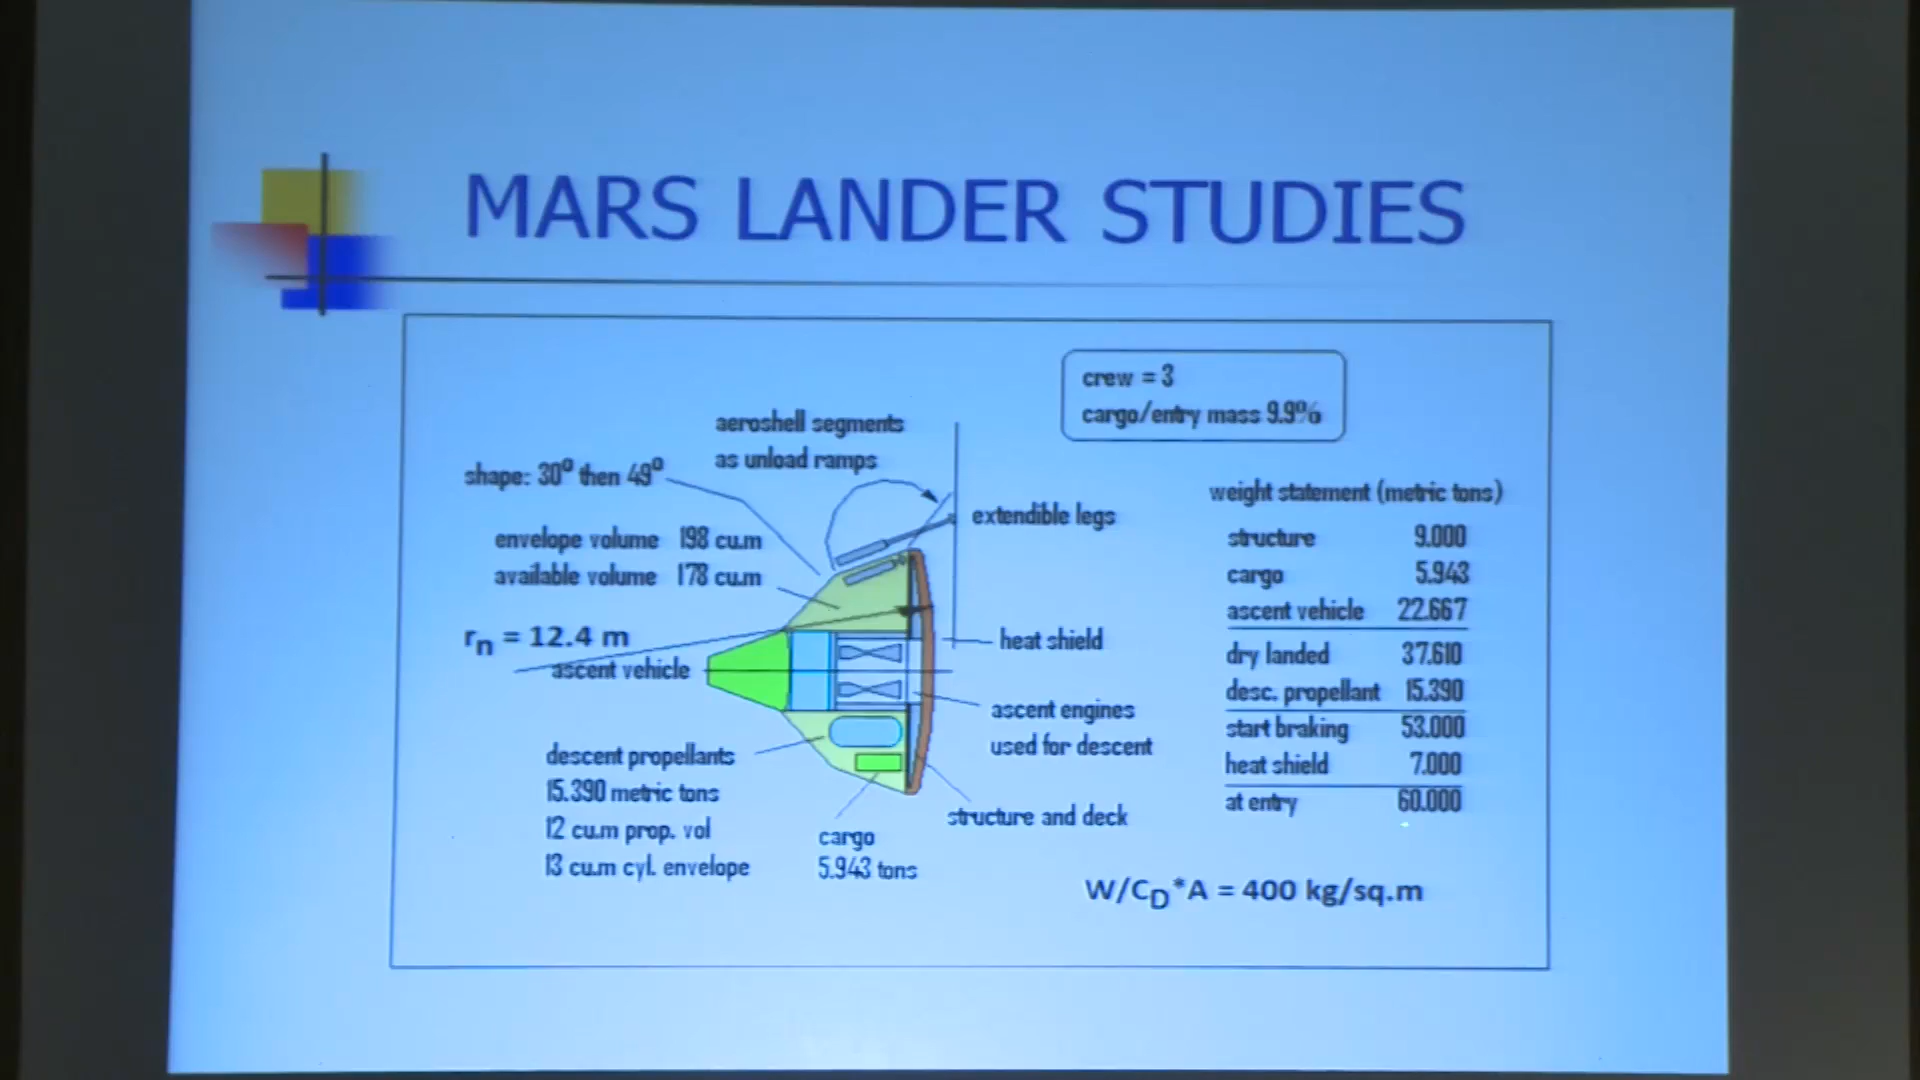 MARS LANDER STUDIES
crew = 3
cargo/entry mass 9.9%
aeroshell segments
as unload ramps
shape: 30° then 49°
extendible legs
envelope volume 198 cu.m
available volume 178 cu.m
rn = 12.4 m
ascent vehicle
heat shield
ascent engines
used for descent
descent propellants
15.390 metric tons
12 cu.m prop. vol
13 cu.m cyl. envelope
cargo
5.943 tons
structure and deck
weight statement (metric tons)
structure 9.000
cargo 5.943
ascent vehicle 22.667
dry landed 37.610
desc. propellant 15.390
start braking 53.000
heat shield 7.000
at entry 60.000
W/CD*A = 400 kg/sq.m